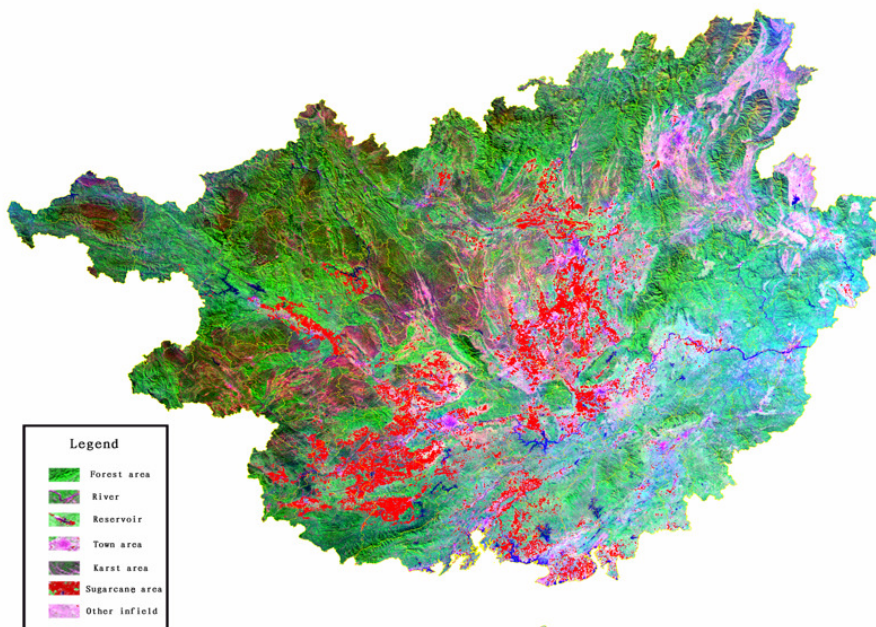 Legend
Forest area
River
Reservoir
Town area
Karst area
Sugarcane area
Other infield